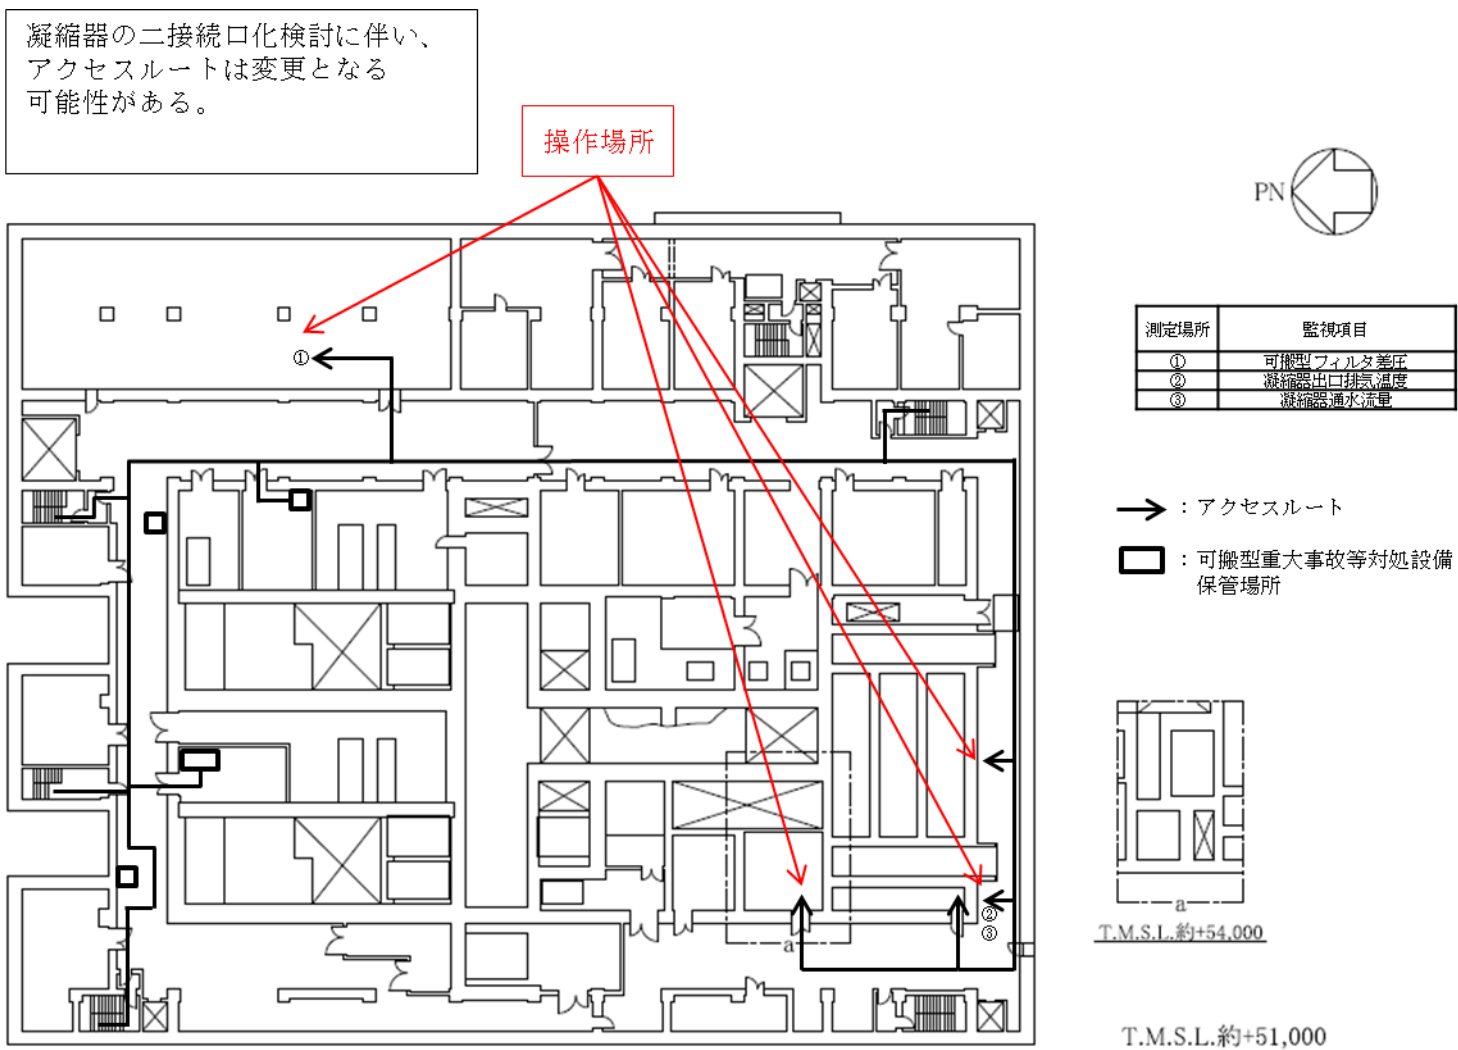 凝縮器の二接続口化検討に伴い、
アクセスルートは変更となる
可能性がある。
操作場所
PN
測定場所 監視項目
① 可搬型フィルタ差圧
② 凝縮器出口排気温度
③ 凝縮器通水流量
①
：アクセスルート
：可搬型重大事故等対処設備
保管場所
②
③
a
a
T.M.S.L.約+54,000
T.M.S.L.約+51,000